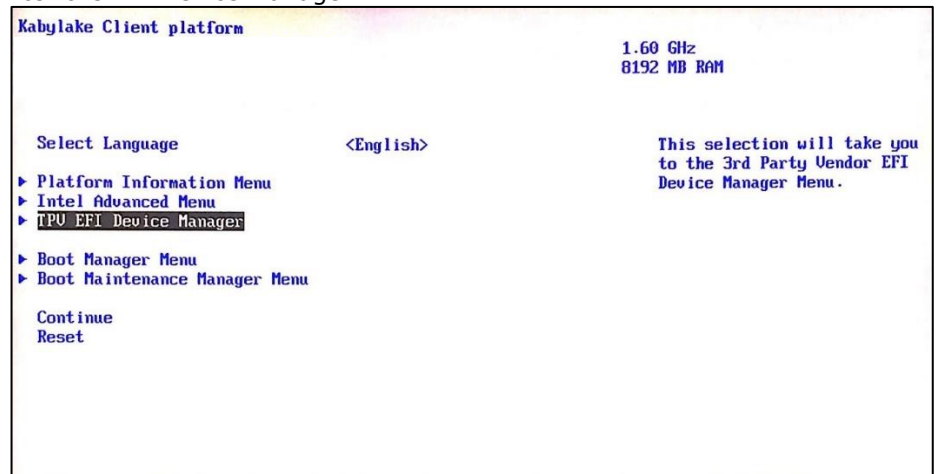 Kabylake Client platform
1.60 GHz
8192 MB RAM
Select Language <English>
This selection will take you
to the 3rd Party Vendor EFI
Device Manager Menu.
▶ Platform Information Menu
▶ Intel Advanced Menu
▶ TPV EFI Device Manager
▶ Boot Manager Menu
▶ Boot Maintenance Manager Menu
Continue
Reset